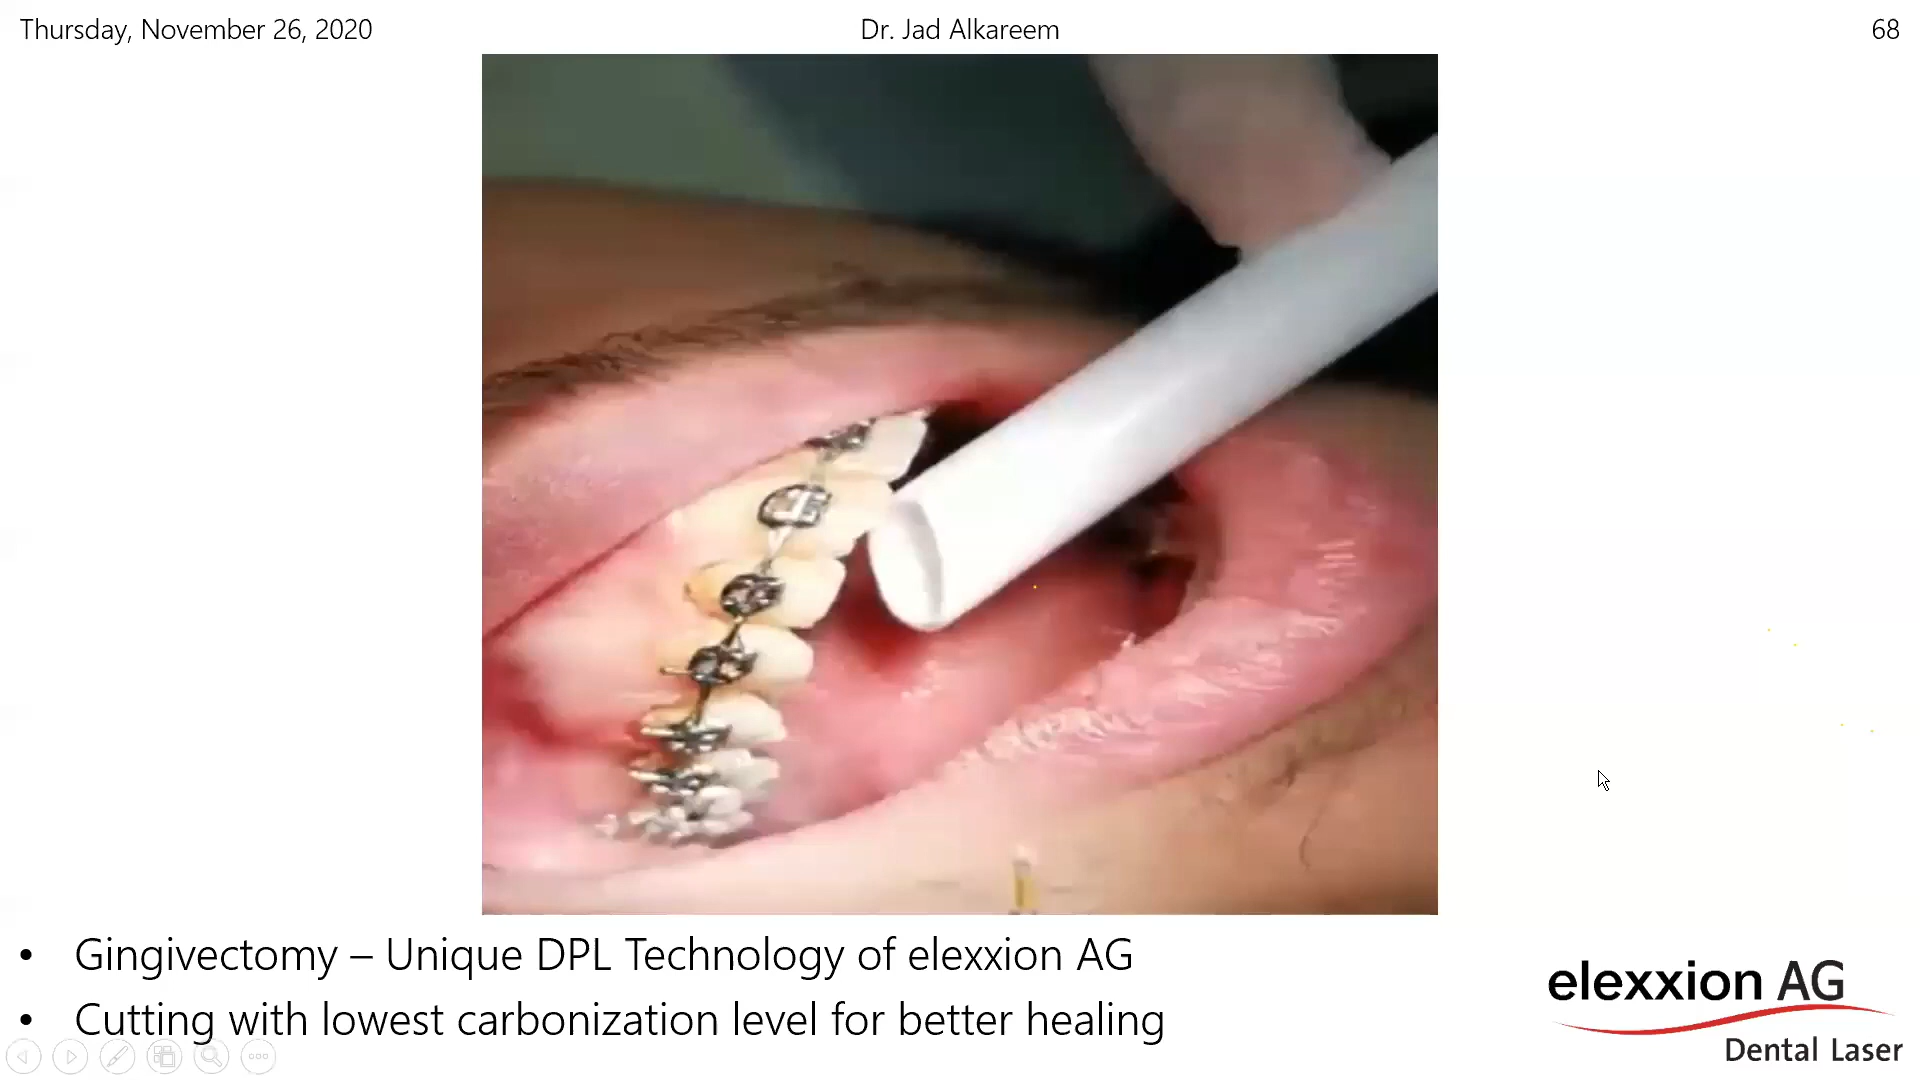 Thursday, November 26, 2020
Dr. Jad Alkareem
68
• Gingivectomy – Unique DPL Technology of elexxion AG
• Cutting with lowest carbonization level for better healing
elexxion AG
Dental Laser